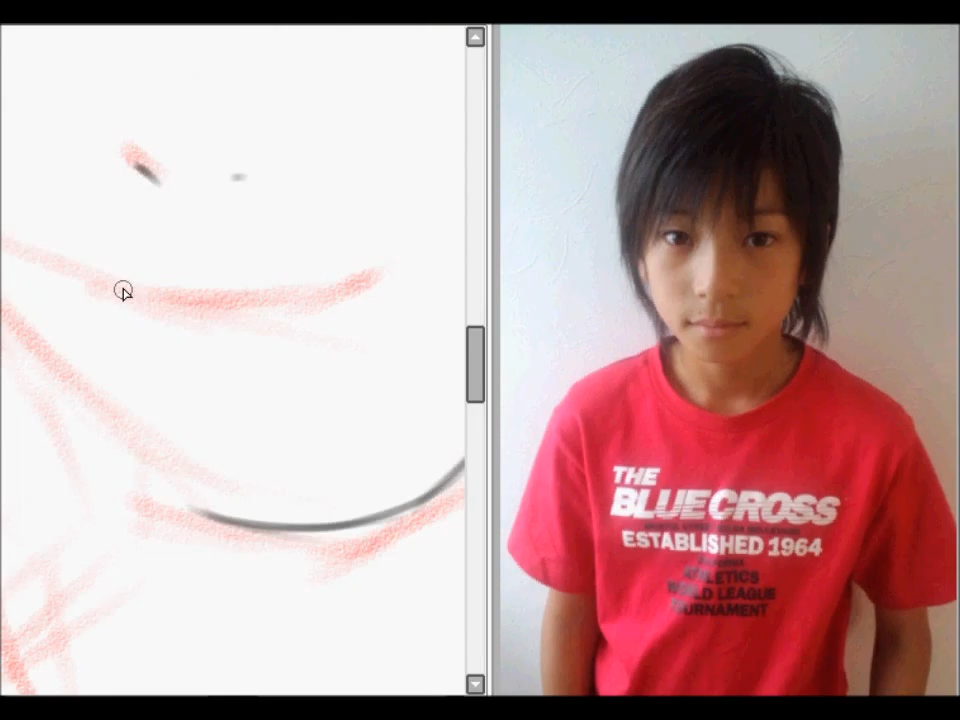 THE
BLUECROSS
ESTABLISHED 1964
ATHLETICS
WORLD LEAGUE
TOURNAMENT